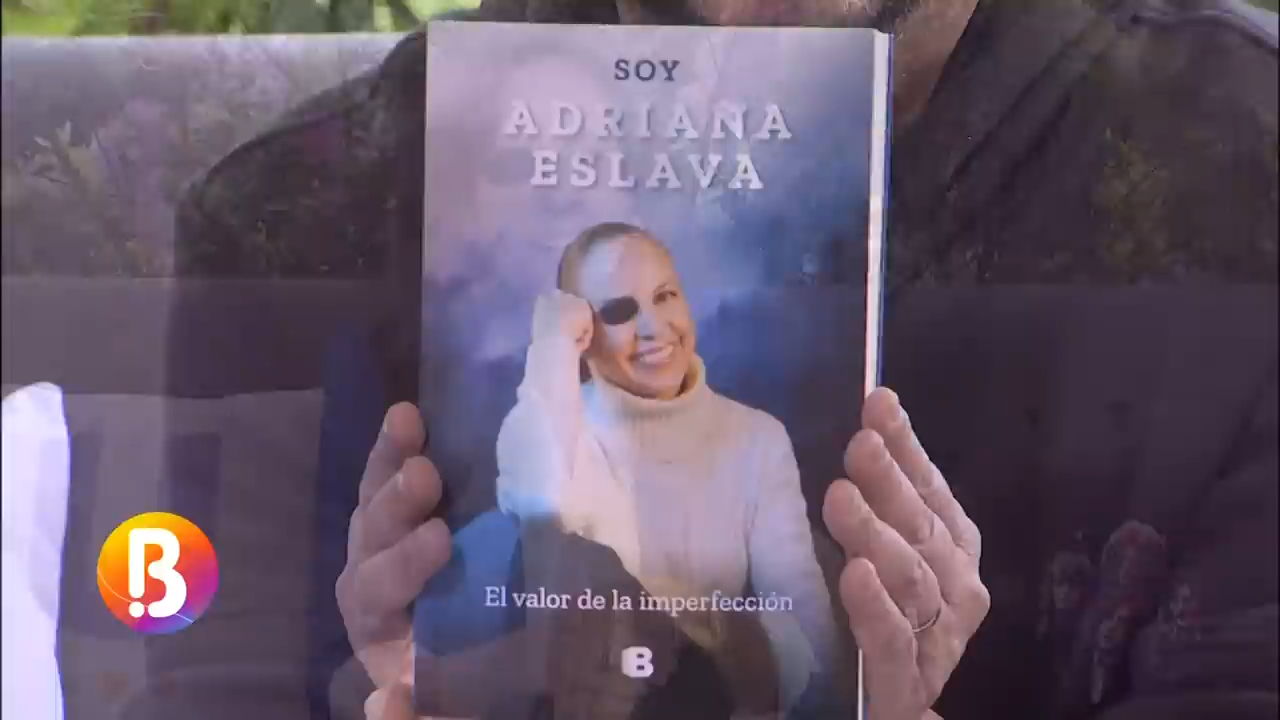 SOY
ADRIANA
ESLAVA
El valor de la imperfección
B
B